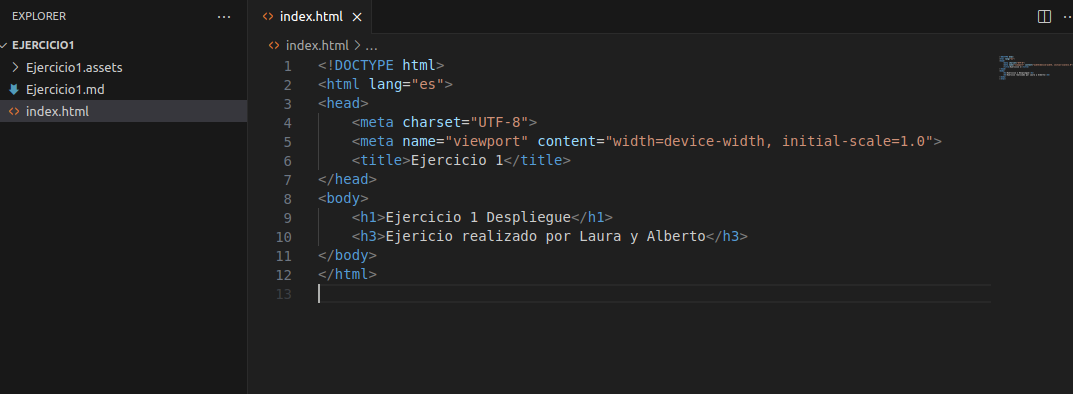 EXPLORER
EJERCICIO1
Ejercicio1.assets
Ejercicio1.md
index.html
index.html
index.html > ...
1 <!DOCTYPE html>
2 <html lang="es">
3 <head>
4 <meta charset="UTF-8">
5 <meta name="viewport" content="width=device-width, initial-scale=1.0">
6 <title>Ejercicio 1</title>
7 </head>
8 <body>
9 <h1>Ejercicio 1 Despliegue</h1>
10 <h3>Ejericio realizado por Laura y Alberto</h3>
11 </body>
12 </html>
13